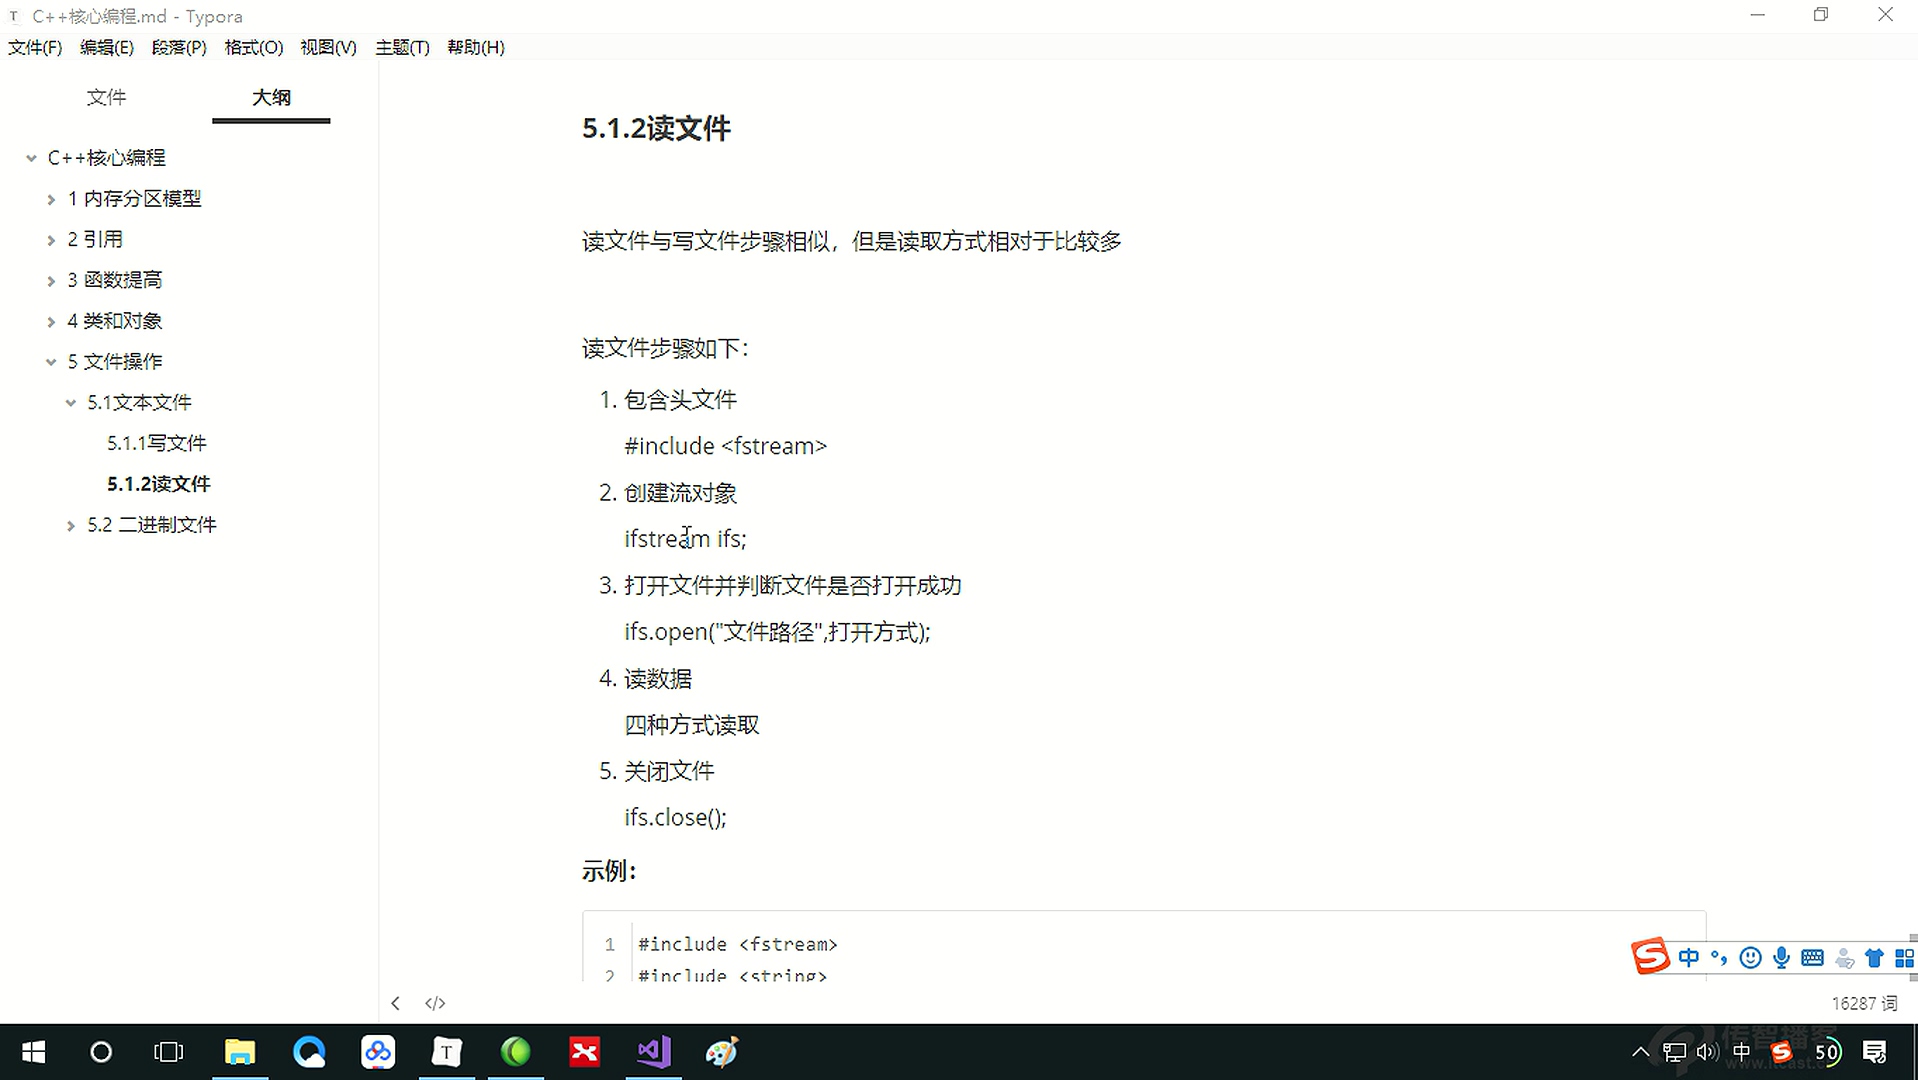 C++核心编程.md - Typora
文件(F) 编辑(E) 段落(P) 格式(O) 视图(V) 主题(T) 帮助(H)
文件 大纲
C++核心编程
1 内存分区模型
2 引用
3 函数提高
4 类和对象
5 文件操作
5.1文本文件
5.1.1写文件
5.1.2读文件
5.2 二进制文件
5.1.2读文件
读文件与写文件步骤相似，但是读取方式相对于比较多
读文件步骤如下：
1. 包含头文件
#include <fstream>
2. 创建流对象
ifstream ifs;
3. 打开文件并判断文件是否打开成功
ifs.open("文件路径",打开方式);
4. 读数据
四种方式读取
5. 关闭文件
ifs.close();
示例：
1 #include <fstream>
2 #include <string>
中
16287 词
中 50
传智播客